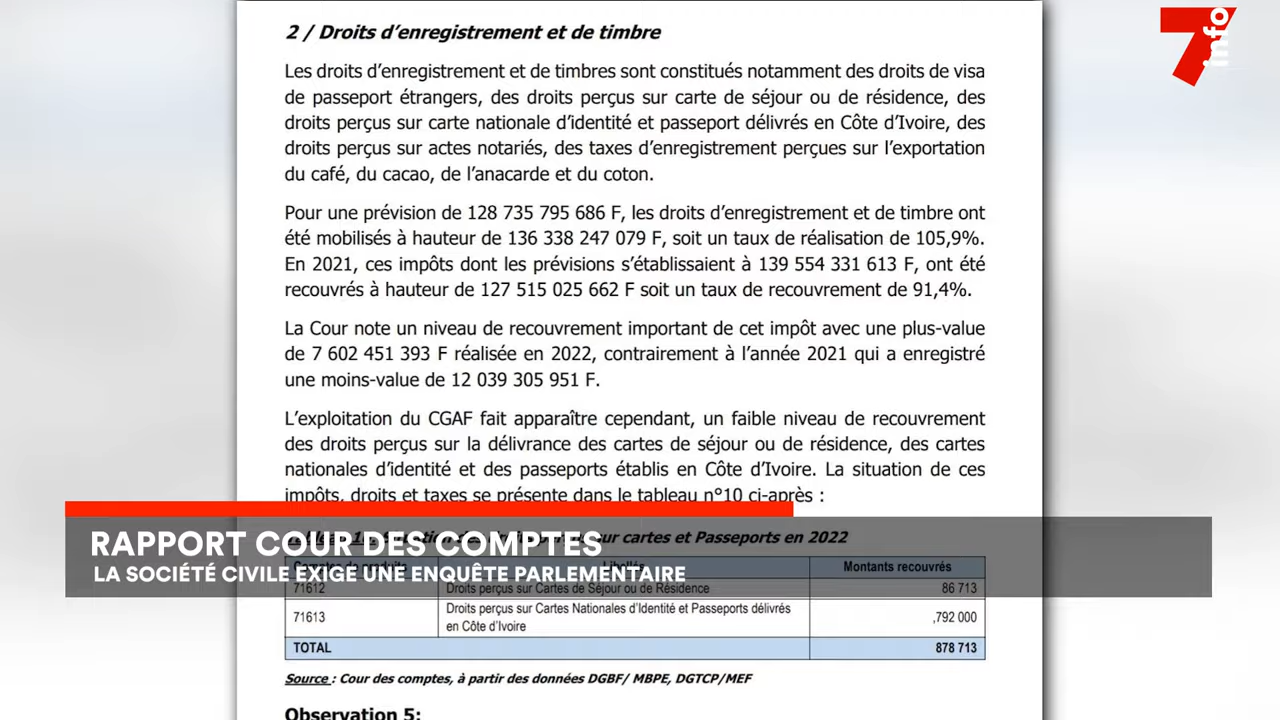 2 / Droits d’enregistrement et de timbre
7
info
Les droits d’enregistrement et de timbres sont constitués notamment des droits de visa
de passeport étrangers, des droits perçus sur carte de séjour ou de résidence, des
droits perçus sur carte nationale d’identité et passeport délivrés en Côte d’Ivoire, des
droits perçus sur actes notariés, des taxes d’enregistrement perçues sur l’exportation
du café, du cacao, de l’anacarde et du coton.
Pour une prévision de 128 735 795 686 F, les droits d’enregistrement et de timbre ont
été mobilisés à hauteur de 136 338 247 079 F, soit un taux de réalisation de 105,9%.
En 2021, ces impôts dont les prévisions s’établissaient à 139 554 331 613 F, ont été
recouvrés à hauteur de 127 515 025 662 F soit un taux de recouvrement de 91,4%.
La Cour note un niveau de recouvrement important de cet impôt avec une plus-value
de 7 602 451 393 F réalisée en 2022, contrairement à l’année 2021 qui a enregistré
une moins-value de 12 039 305 951 F.
L’exploitation du CGAF fait apparaître cependant, un faible niveau de recouvrement
des droits perçus sur la délivrance des cartes de séjour ou de résidence, des cartes
nationales d’identité et des passeports établis en Côte d’Ivoire. La situation de ces
impôts, droits et taxes se présente dans le tableau n°10 ci-après :
sur cartes et Passeports en 2022
RAPPORT COUR DES COMPTES
LA SOCIÉTÉ CIVILE EXIGE UNE ENQUÊTE PARLEMENTAIRE
Comptes de produits Libellés Montants recouvrés
71612 Droits perçus sur Cartes de Séjour ou de Résidence 86 713
71613 Droits perçus sur Cartes Nationales d’Identité et Passeports délivrés
en Côte d’Ivoire ,792 000
TOTAL 878 713
Source : Cour des comptes, à partir des données DGBF/ MBPE, DGTCP/MEF
Observation 5: